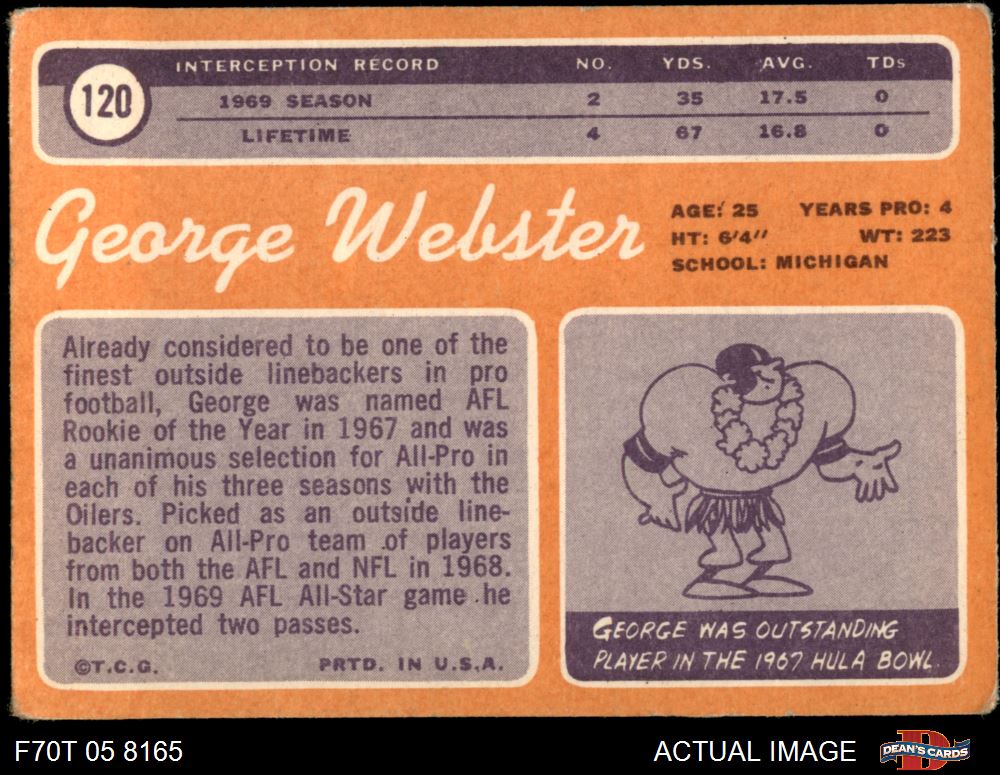 INTERCEPTION RECORD NO. YDS. AVG. TDs
120
1969 SEASON 2 35 17.5 0
LIFETIME 4 67 16.8 0
George Webster
AGE: 25 YEARS PRO: 4
HT: 6'4" WT: 223
SCHOOL: MICHIGAN
Already considered to be one of the
finest outside linebackers in pro
football, George was named AFL
Rookie of the Year in 1967 and was
a unanimous selection for All-Pro in
each of his three seasons with the
Oilers. Picked as an outside line-
backer on All-Pro team of players
from both the AFL and NFL in 1968.
In the 1969 AFL All-Star game he
intercepted two passes.
©T.C.G. PRTD. IN U.S.A.
GEORGE WAS OUTSTANDING
PLAYER IN THE 1967 HULA BOWL.
F70T 05 8165 ACTUAL IMAGE DEAN'S CARDS